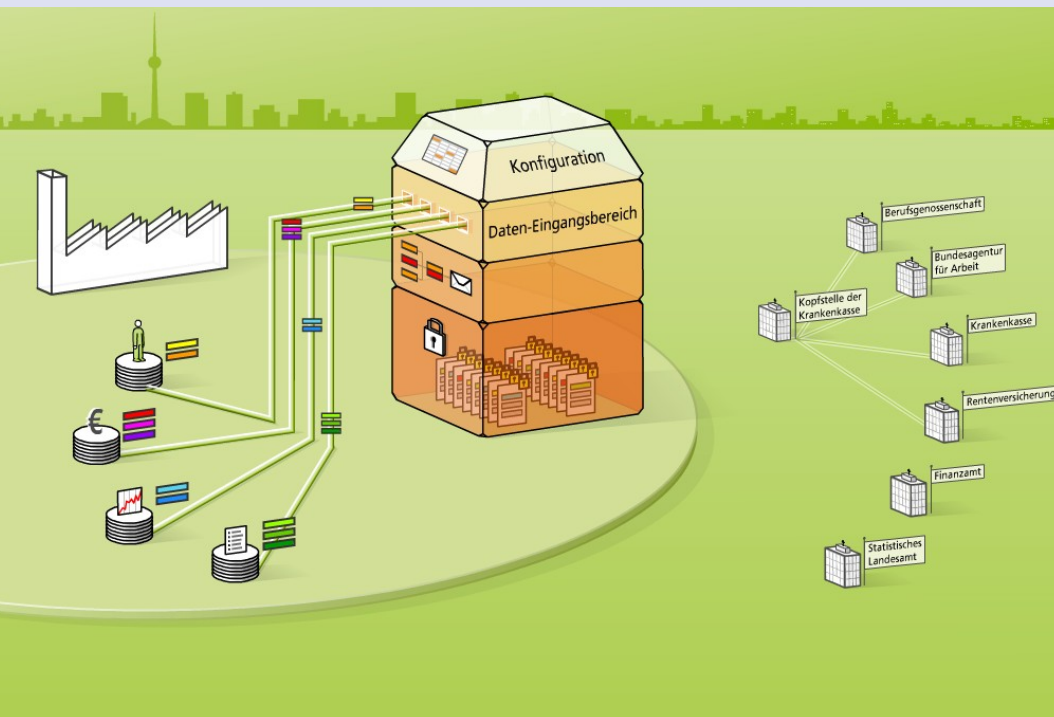 Konfiguration
Daten-Eingangsbereich
€
Berufsgenossenschaft
Bundesagentur
für Arbeit
Kopfstelle der
Krankenkasse
Krankenkasse
Rentenversicherung
Finanzamt
Statistisches
Landesamt